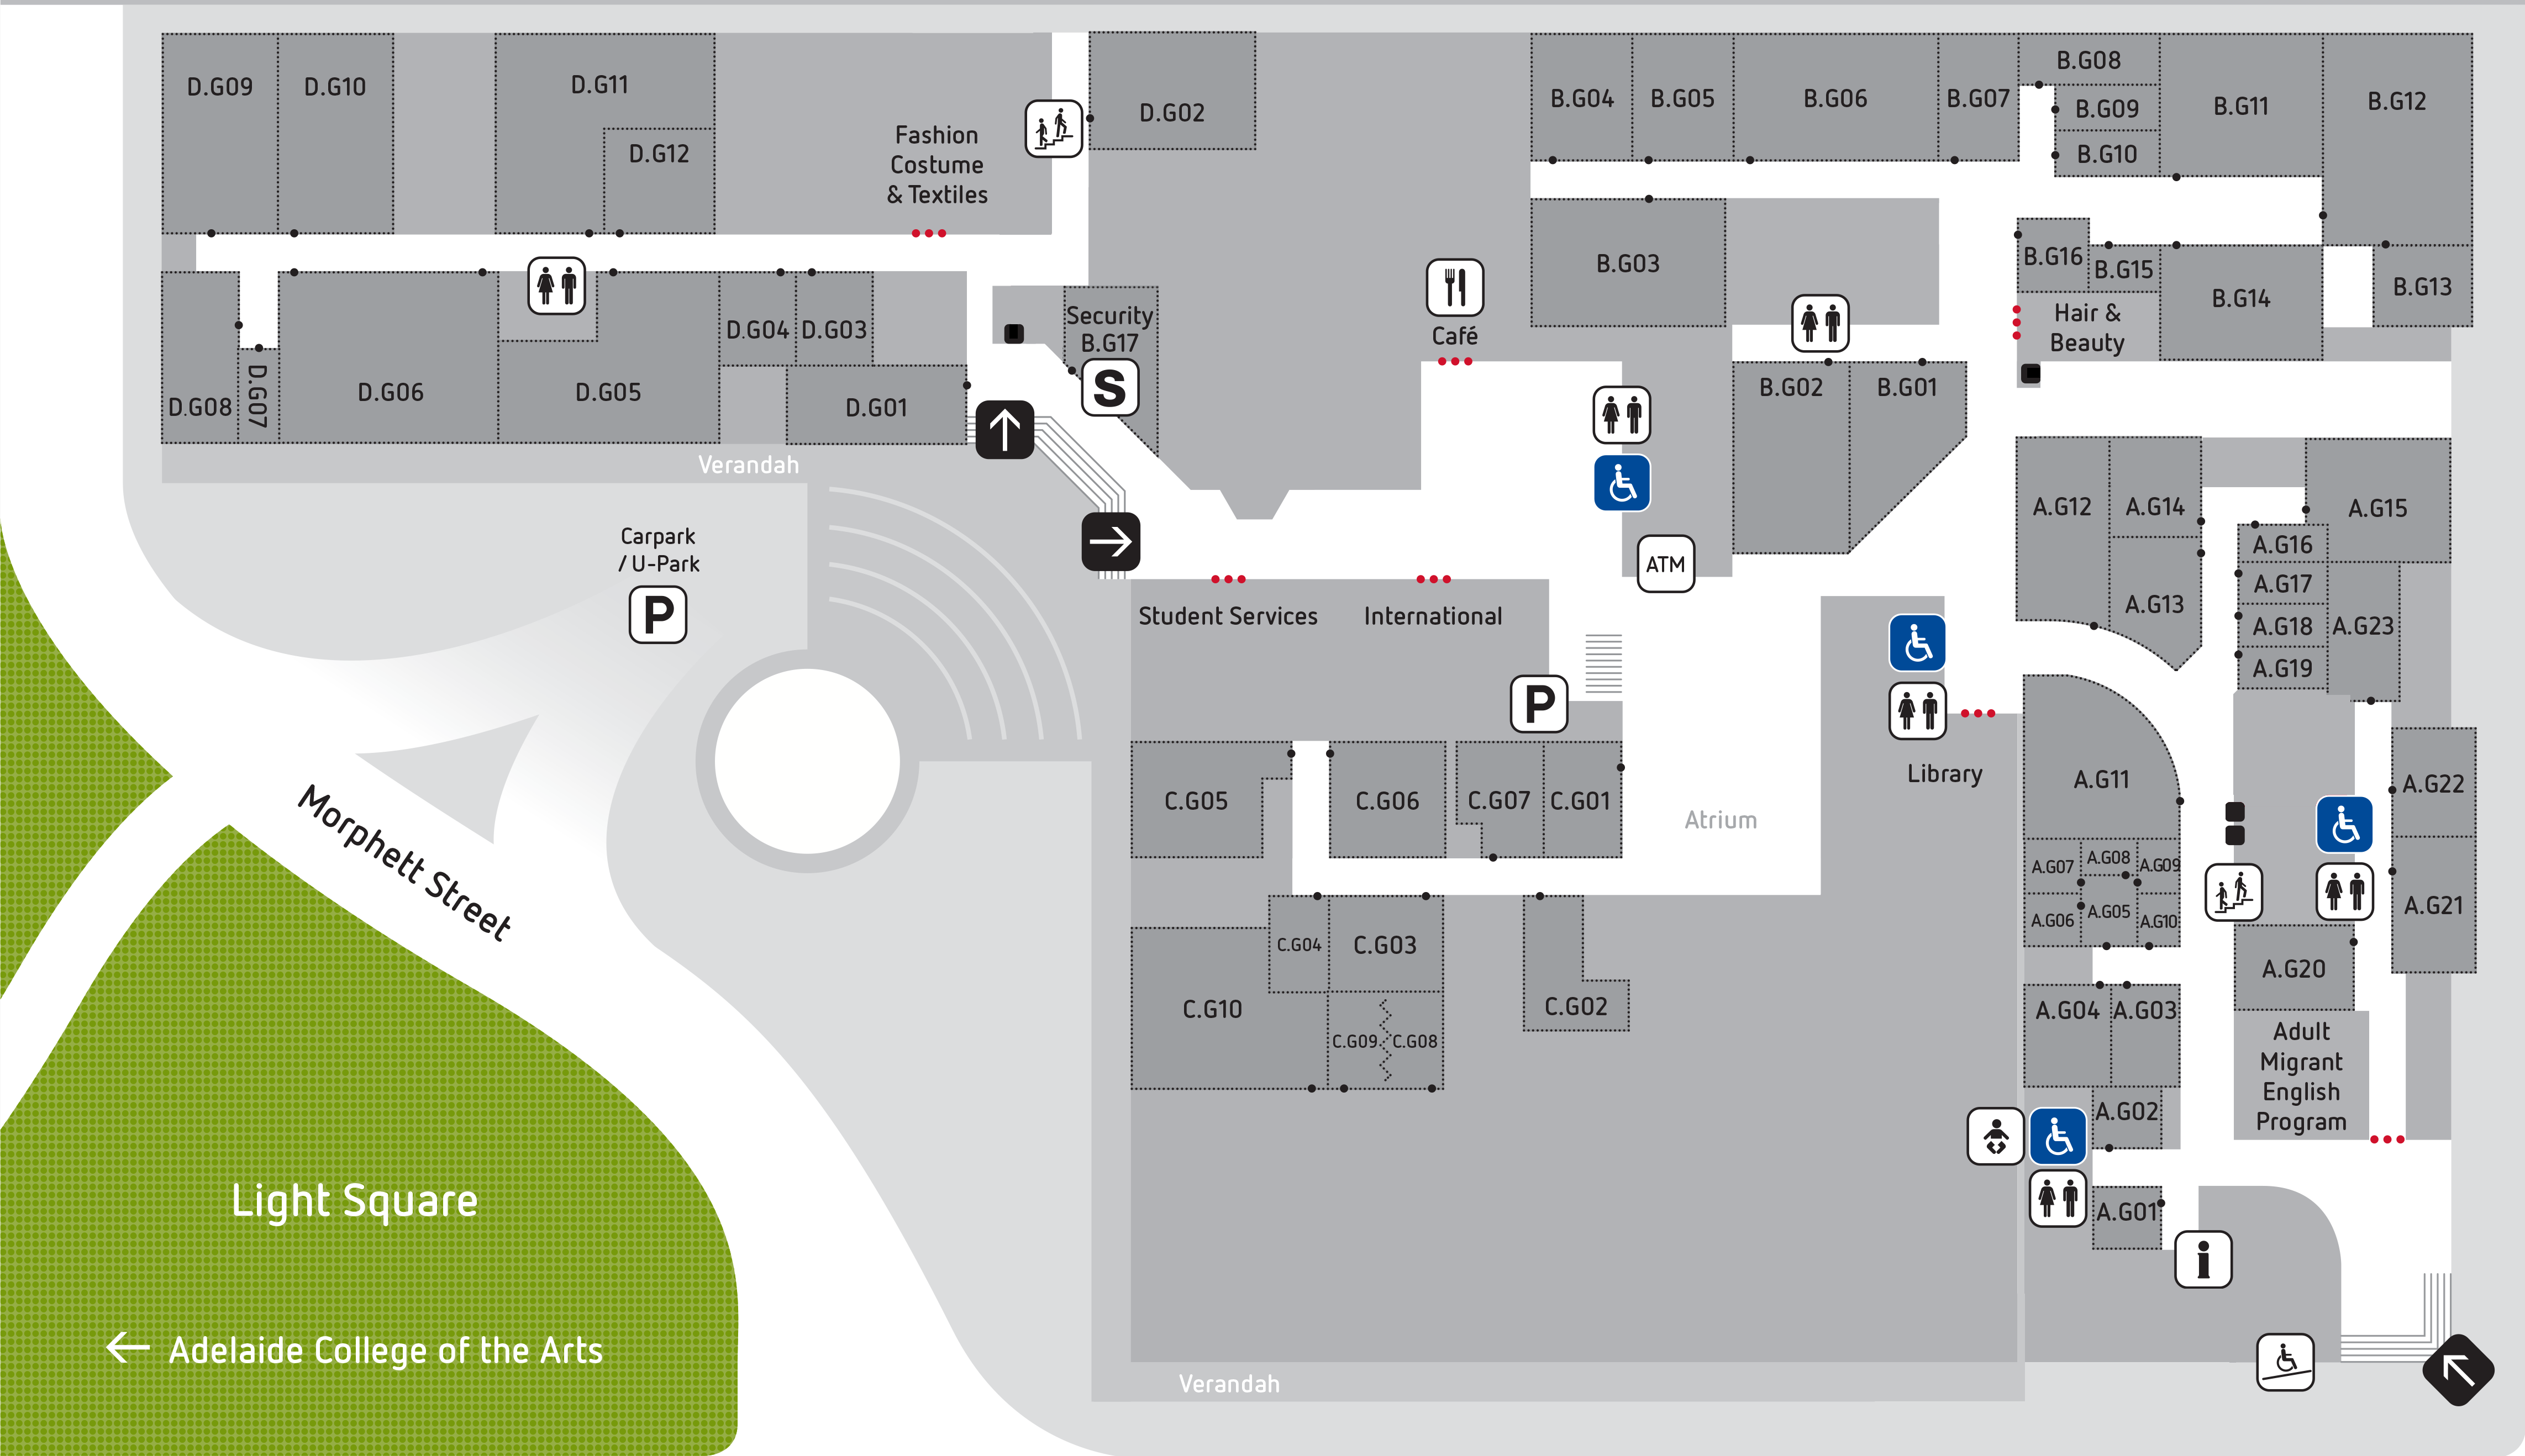 D.G09
D.G10
D.G11
D.G12
Fashion
Costume
& Textiles
D.G02
B.G04
B.G05
B.G06
B.G07
B.G08
B.G09
B.G10
B.G11
B.G12
B.G03
B.G16
B.G15
B.G14
B.G13
Hair &
Beauty
Security
B.G17
S
Café
D.G08
D.G07
D.G06
D.G05
D.G04
D.G03
D.G01
Verandah
B.G02
B.G01
Carpark
/ U-Park
P
ATM
Student Services
International
P
A.G12
A.G14
A.G13
A.G15
A.G16
A.G17
A.G18
A.G19
A.G23
Library
Atrium
C.G05
C.G06
C.G07
C.G01
A.G11
A.G07
A.G08
A.G09
A.G06
A.G05
A.G10
A.G22
A.G21
A.G20
C.G04
C.G03
C.G10
C.G09
C.G08
C.G02
A.G04
A.G03
A.G02
A.G01
Adult
Migrant
English
Program
i
Morphett Street
Light Square
← Adelaide College of the Arts
Verandah